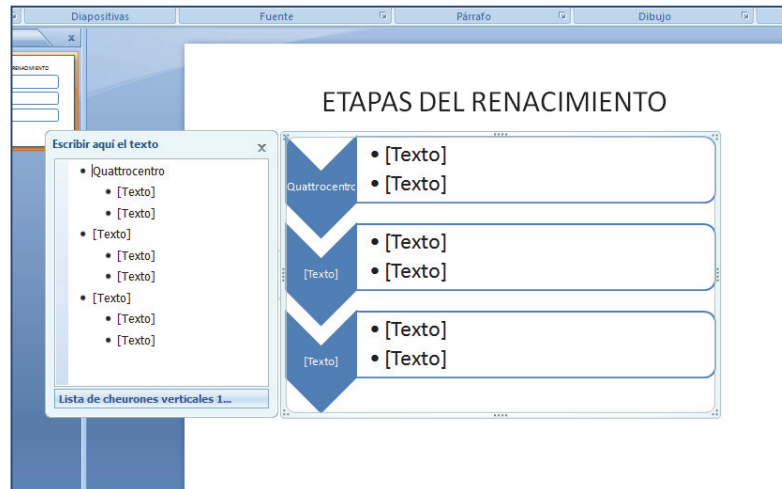 Diapositivas
Fuente
Párrafo
Dibujo
x
RENACIMIENTO
ETAPAS DEL RENACIMIENTO
Escribir aquí el texto
x
• Quattrocentro
• [Texto]
• [Texto]
• [Texto]
• [Texto]
• [Texto]
• [Texto]
• [Texto]
• [Texto]
Lista de cheurones verticales 1...
Quattrocentro
• [Texto]
• [Texto]
[Texto]
• [Texto]
• [Texto]
[Texto]
• [Texto]
• [Texto]